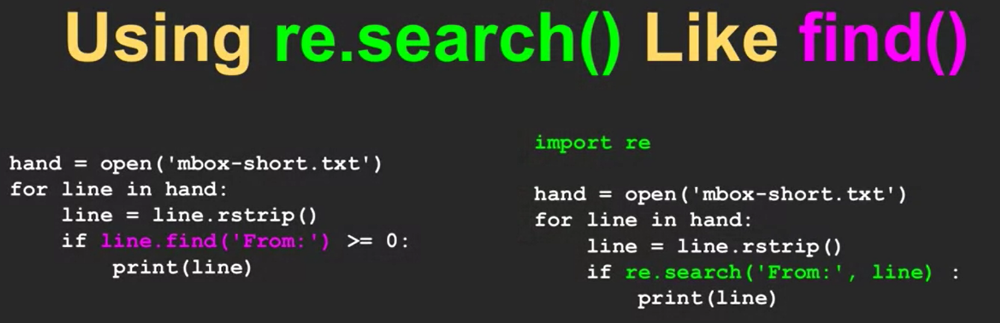 Using re.search() Like find()
hand = open('mbox-short.txt')
for line in hand:
    line = line.rstrip()
    if line.find('From:') >= 0:
        print(line)
import re
hand = open('mbox-short.txt')
for line in hand:
    line = line.rstrip()
    if re.search('From:', line) :
        print(line)